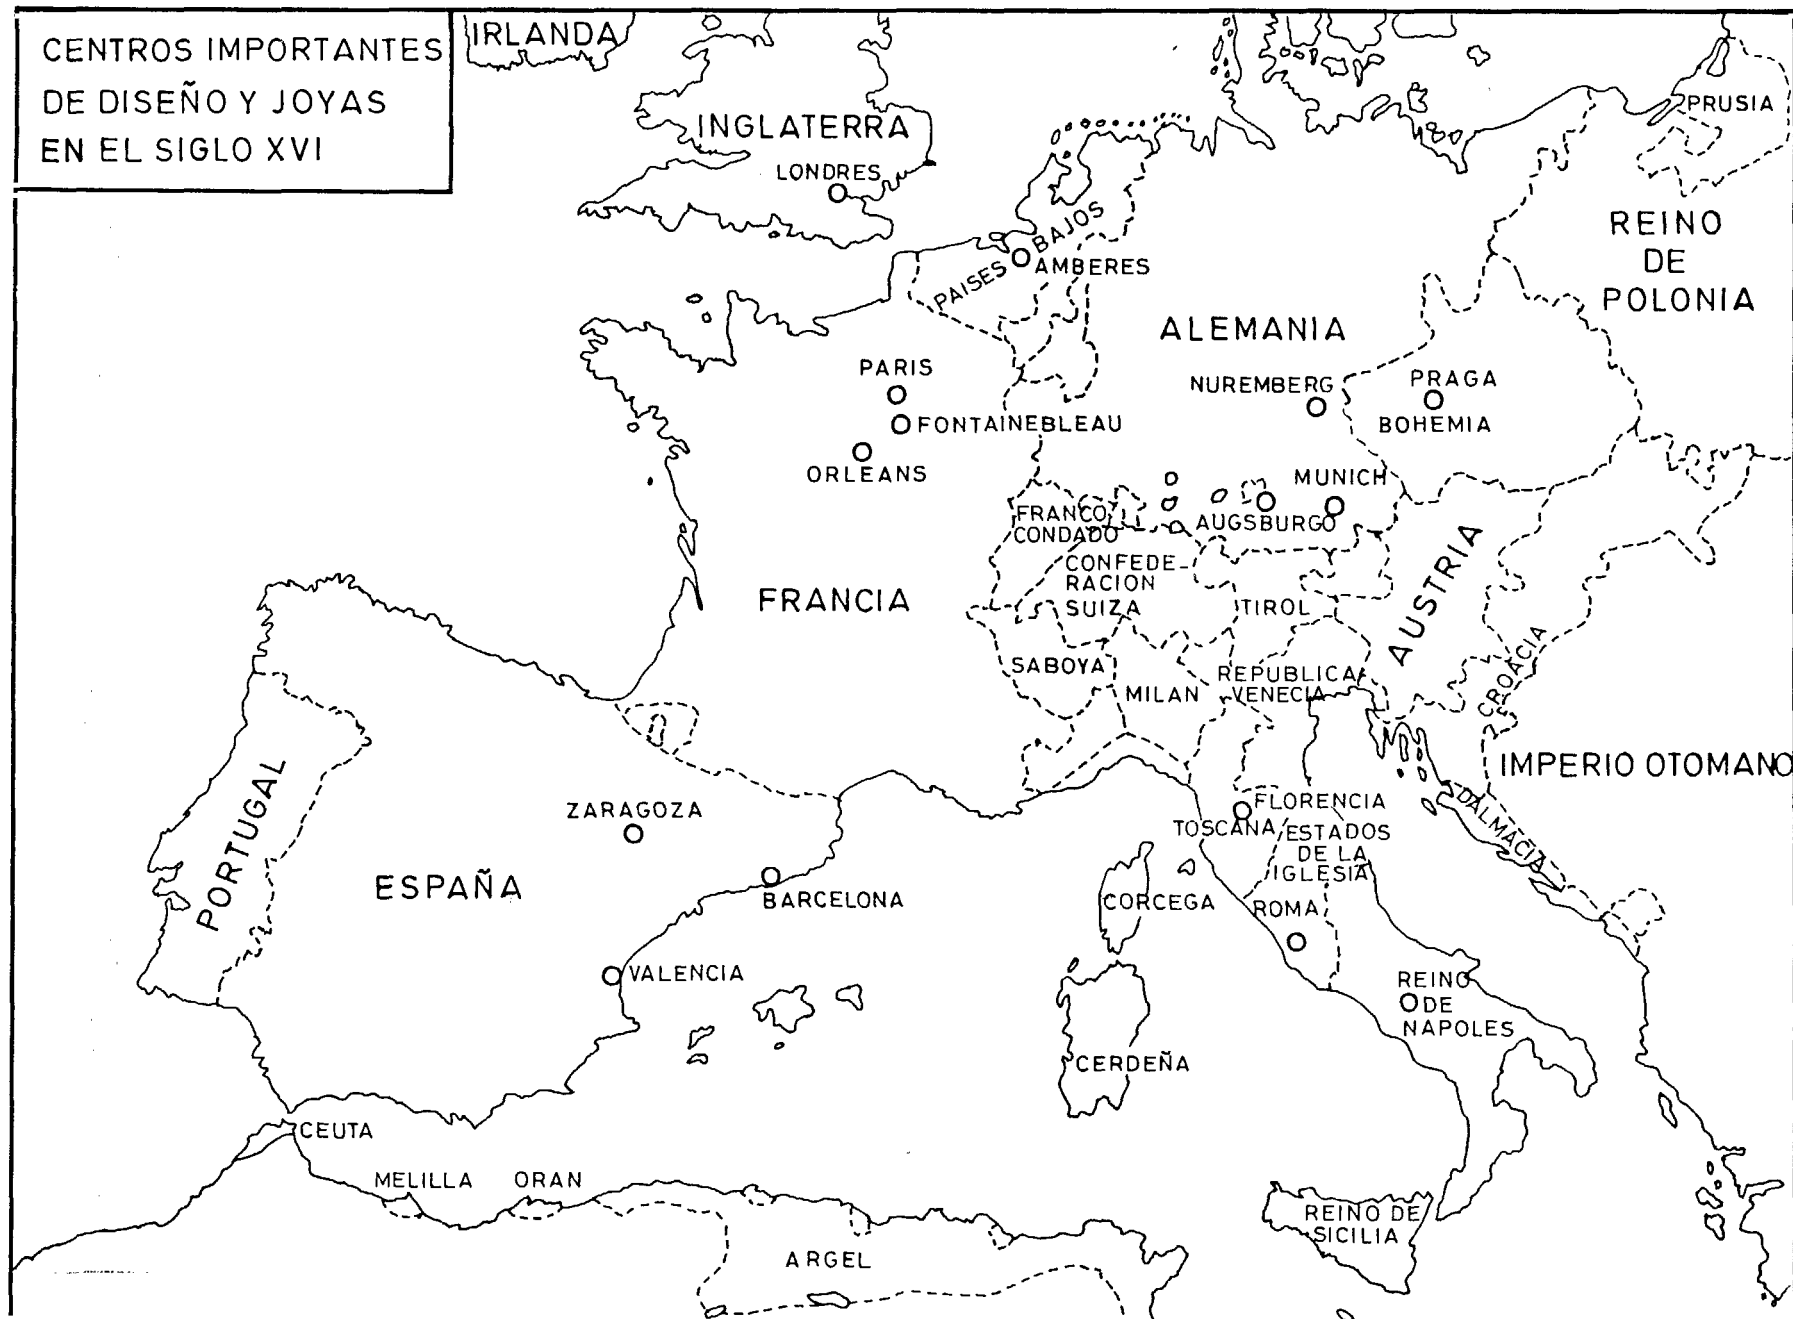 CENTROS IMPORTANTES
DE DISEÑO Y JOYAS
EN EL SIGLO XVI
IRLANDA
INGLATERRA
LONDRES
PRUSIA
REINO
DE
POLONIA
PAISES BAJOS
AMBERES
ALEMANIA
PARIS
FONTAINEBLEAU
ORLEANS
NUREMBERG
PRAGA
BOHEMIA
MUNICH
AUGSBURGO
FRANCO
CONDADO
CONFEDE-
RACION
SUIZA
TIROL
AUSTRIA
FRANCIA
SABOYA
MILAN
REPUBLICA
VENECIA
CROACIA
IMPERIO OTOMANO
DALMACIA
PORTUGAL
ESPAÑA
ZARAGOZA
BARCELONA
VALENCIA
FLORENCIA
TOSCANA
ESTADOS
DE LA
IGLESIA
CORCEGA
ROMA
REINO
DE
NAPOLES
CERDEÑA
CEUTA
MELILLA
ORAN
ARGEL
REINO DE
SICILIA